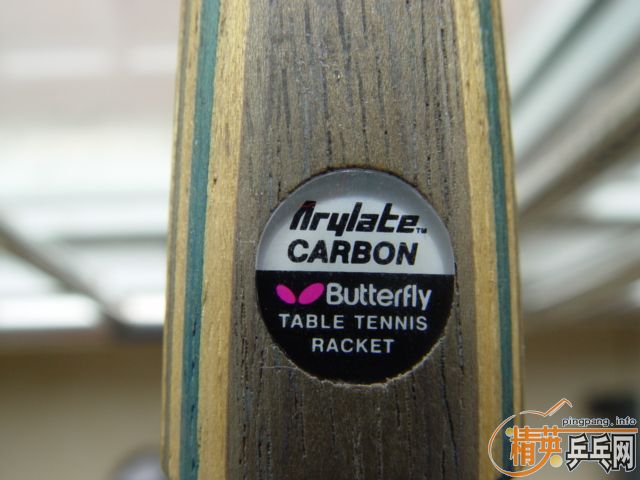 Arylate™
CARBON
Butterfly
TABLE TENNIS
RACKET
pingpang.info
精英乒乓网